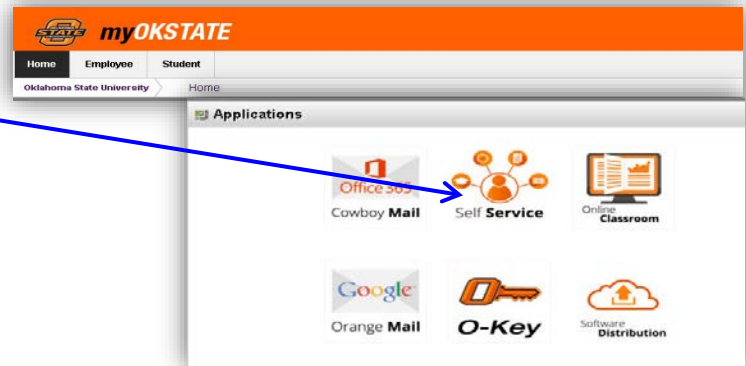 STATE myOKSTATE
Home Employee Student
Oklahoma State University Home
Applications
Office 365
Cowboy Mail
Self Service
Online
Classroom
Google
Orange Mail
O-Key
Software
Distribution